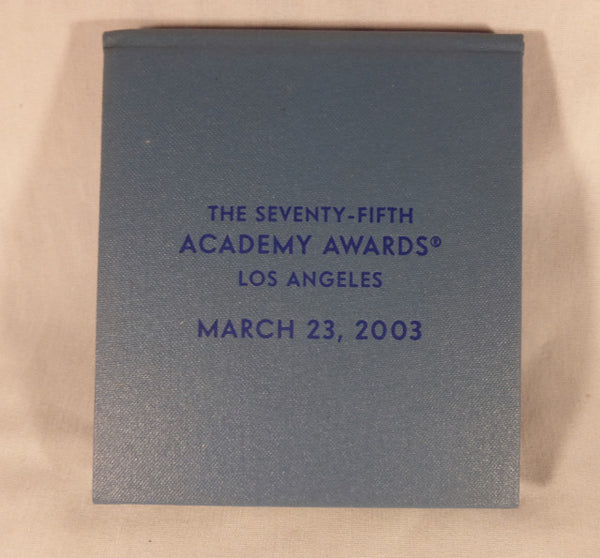 THE SEVENTY-FIFTH
ACADEMY AWARDS®
LOS ANGELES
MARCH 23, 2003